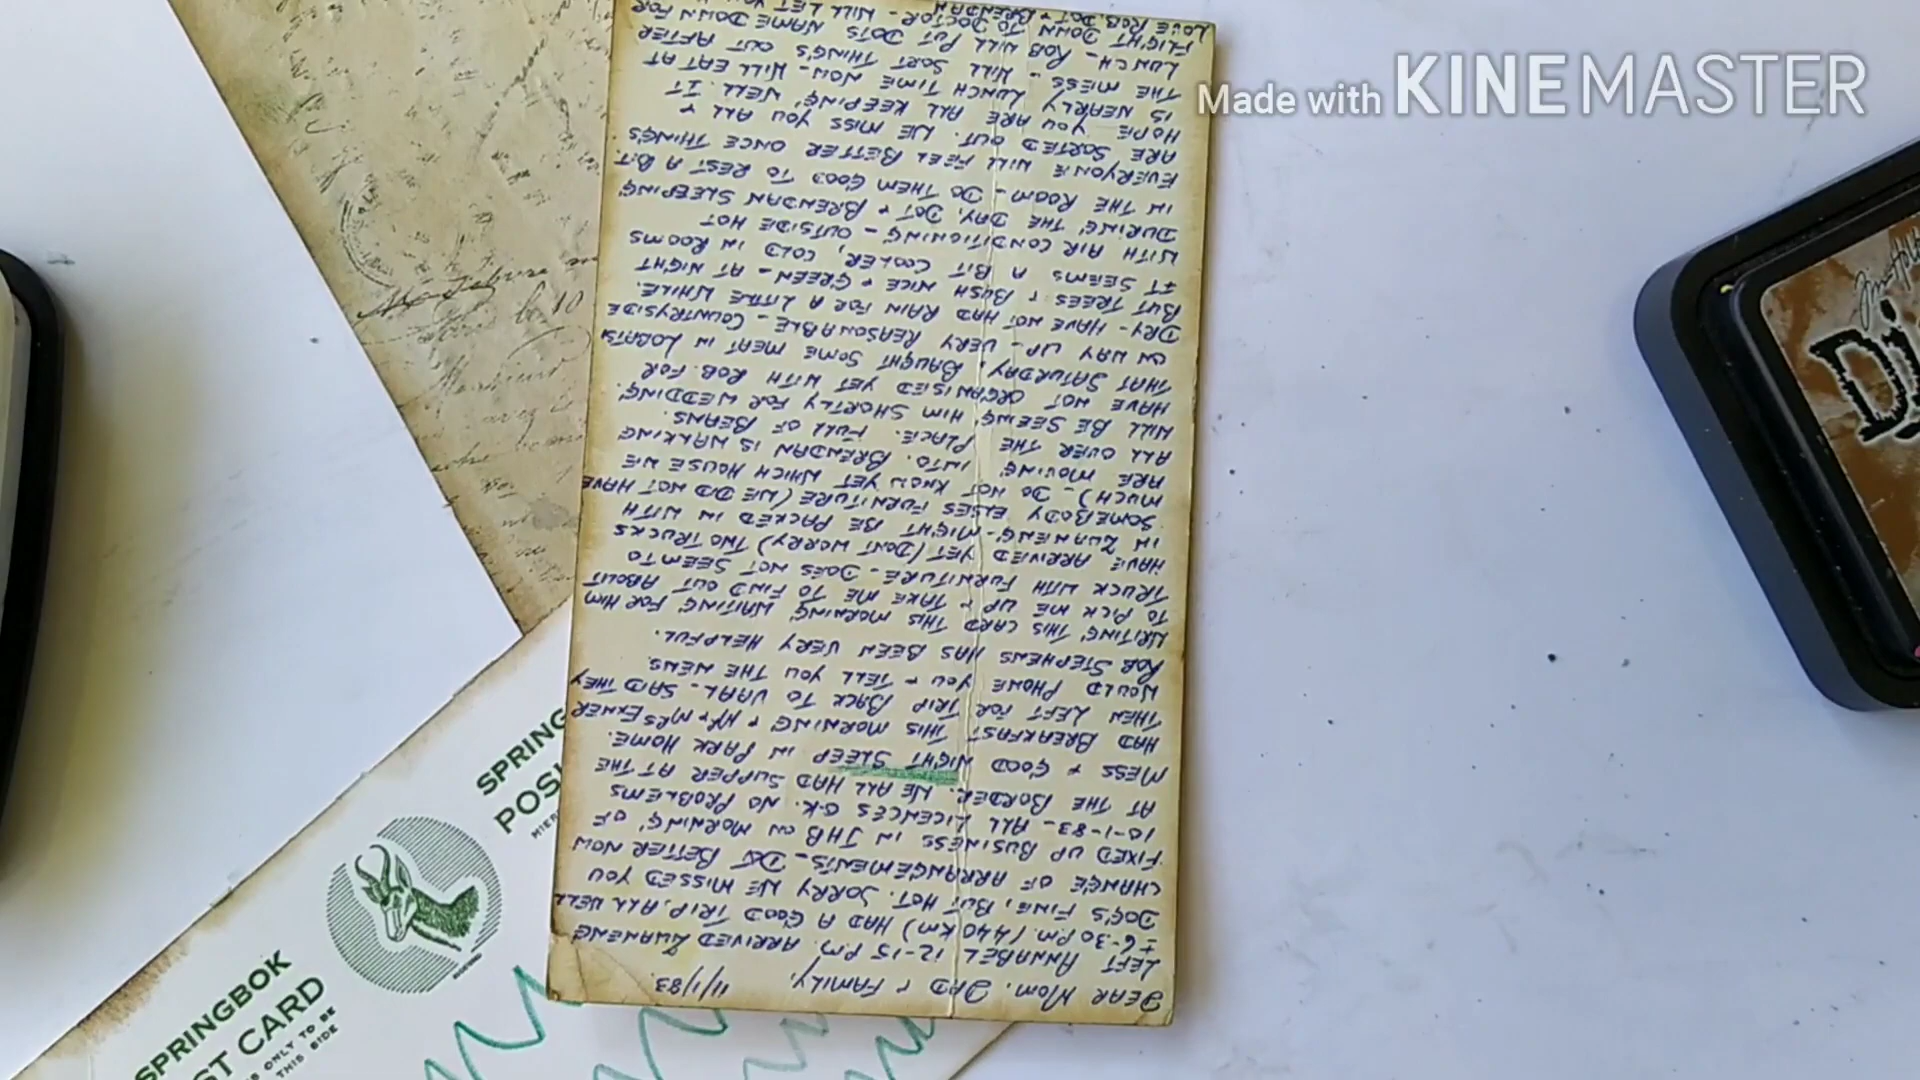 Made with KINEMASTER
DEAR MOM. DAD & FAMILY, 11/1/83.
LEFT ANNABEL 12-15 P.M. ARRIVED JWANENG
± 6-30 P.M. (440 KM) HAD A GOOD TRIP. ALL WELL
DOG'S FINE, BUT HOT. SORRY WE MISSED YOU
CHANGE OF ARRANGEMENTS - DOT BETTER NOW
FIXED UP BUSINESS IN JHB ON MORNING OF
10-1-83 - ALL LICENCES O.K. NO PROBLEMS
AT THE BORDER. WE ALL HAD SUPPER AT THE
MESS & GOOD NIGHT SLEEP IN PARK HOME.
HAD BREAKFAST THIS MORNING & MR & MRS EXNER
THEN LEFT FOR TRIP BACK TO VAAL - SAID THEY
WOULD PHONE YOU & TELL YOU THE NEWS.
ROB STEPHENS HAS BEEN VERY HELPFUL.
WRITING THIS CARD THIS MORNING WAITING FOR HIM
TO PICK ME UP & TAKE ME TO FIND OUT ABOUT
TRUCK WITH FURNITURE - DOES NOT SEEM TO
HAVE ARRIVED YET (DONT WORRY) TWO TRUCKS
IN JWANENG - MIGHT BE PACKED IN WITH
SOMEBODY ELSES FURNITURE (WE DID NOT HAVE
MUCH) - DO NOT KNOW YET WHICH HOUSE WE
ARE MOVING INTO. BRENDAN IS WALKING
ALL OVER THE PLACE. FULL OF BEANS.
WILL BE SEEING HIM SHORTLY FOR WEDDING
HAVE NOT ORGANISED YET WITH ROB. FOR
THAT SATURDAY. BAUGHT SOME MEAT IN LOBATSI
ON WAY UP - VERY REASONABLE - COUNTRYSIDE
DRY - HAVE NOT HAD RAIN FOR A LITTLE WHILE.
BUT TREES & BUSH NICE & GREEN - AT NIGHT
IT SEEMS A BIT COOLER, COLD IN ROOMS
WITH AIR CONDITIONING - OUTSIDE HOT
DURING THE DAY, DOT & BRENDAN SLEEPING
IN THE ROOM - DO THEM GOOD TO REST A BIT.
EVERYONE WILL FEEL BETTER ONCE THINGS
ARE SORTED OUT. WE MISS YOU ALL &
HOPE YOU ARE ALL KEEPING WELL. IT
IS NEARLY LUNCH TIME NOW - WILL EAT AT
THE MESS - WILL SORT THINGS OUT AFTER
LUNCH - ROB WILL PUT DOTS NAME DOWN FOR
FLIGHT DOWN TO DOCTOR - WILL LET YOU
LOVE ROB. DOT & BRENDAN
SPRINGBOK
POST CARD
ONLY TO BE
THIS SIDE